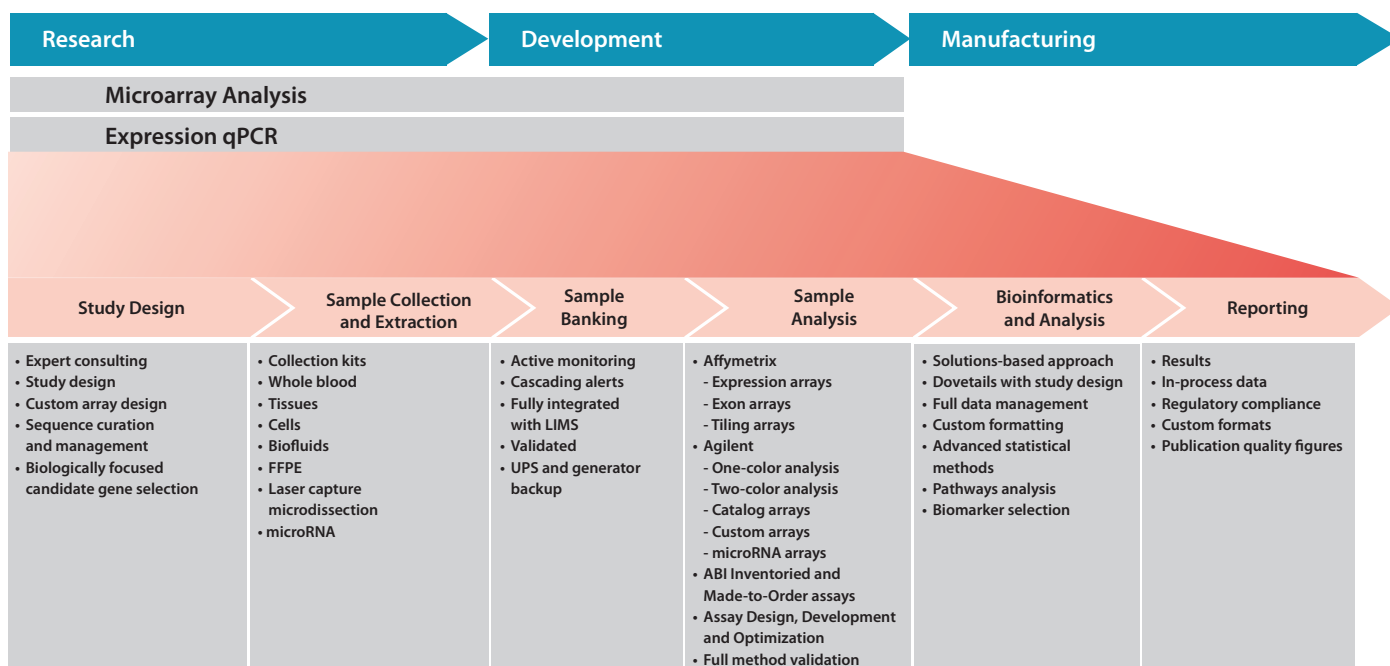 Research
Development
Manufacturing
Microarray Analysis
Expression qPCR
Study Design
Sample Collection
and Extraction
Sample
Banking
Sample
Analysis
Bioinformatics
and Analysis
Reporting
• Expert consulting
• Study design
• Custom array design
• Sequence curation
and management
• Biologically focused
candidate gene selection
• Collection kits
• Whole blood
• Tissues
• Cells
• Biofluids
• FFPE
• Laser capture
microdissection
• microRNA
• Active monitoring
• Cascading alerts
• Fully integrated
with LIMS
• Validated
• UPS and generator
backup
• Affymetrix
- Expression arrays
- Exon arrays
- Tiling arrays
• Agilent
- One-color analysis
- Two-color analysis
- Catalog arrays
- Custom arrays
- microRNA arrays
• ABI Inventoried and
Made-to-Order assays
• Assay Design, Development
and Optimization
• Full method validation
• Solutions-based approach
• Dovetails with study design
• Full data management
• Custom formatting
• Advanced statistical
methods
• Pathways analysis
• Biomarker selection
• Results
• In-process data
• Regulatory compliance
• Custom formats
• Publication quality figures